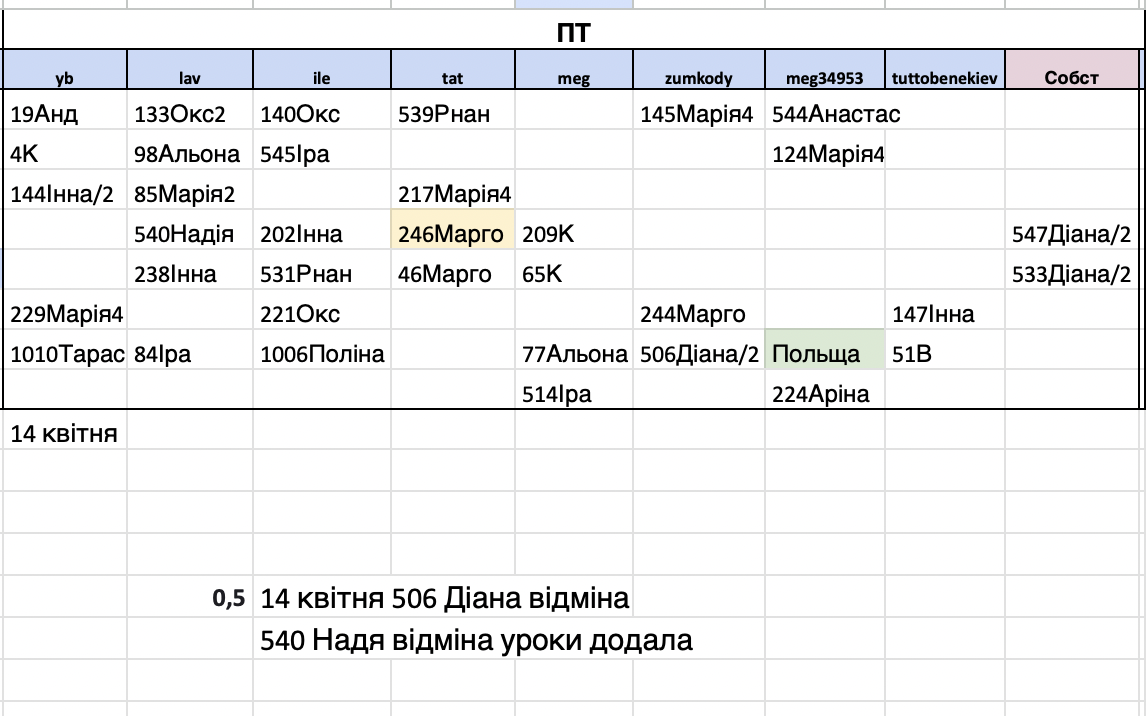 ПТ
yb lav ile tat meg zumkody meg34953 tuttobenekiev Собст
19Анд 133Окс2 140Окс 539Рнан 145Марія4 544Анастас
4К 98Альона 545Іра 124Марія4
144Інна/2 85Марія2 217Марія4
540Надія 202Інна 246Марго 209К 547Діана/2
238Інна 531Рнан 46Марго 65К 533Діана/2
229Марія4 221Окс 244Марго 147Інна
1010Тарас 84Іра 1006Поліна 77Альона 506Діана/2 Польща 51В
514Іра 224Аріна
14 квітня
0,5 14 квітня 506 Діана відміна
540 Надя відміна уроки додала